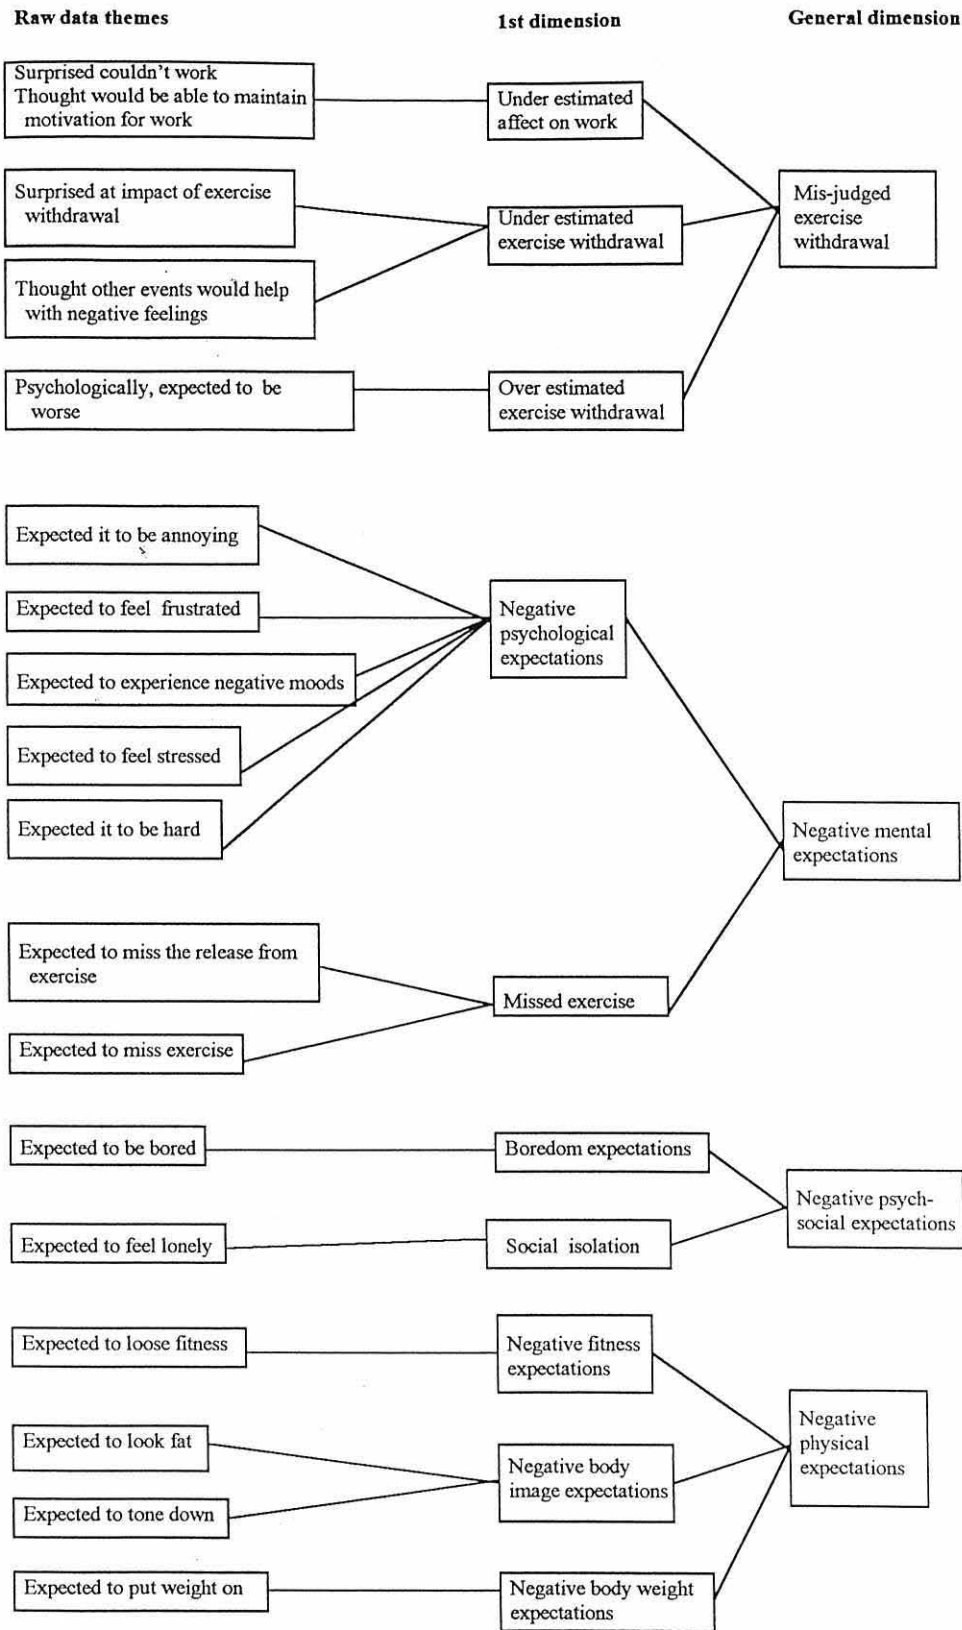 Raw data themes
1st dimension
General dimension
Surprised couldn't work
Thought would be able to maintain
motivation for work
Under estimated
affect on work
Surprised at impact of exercise
withdrawal
Under estimated
exercise withdrawal
Mis-judged
exercise
withdrawal
Thought other events would help
with negative feelings
Psychologically, expected to be
worse
Over estimated
exercise withdrawal
Expected it to be annoying
Expected to feel frustrated
Expected to experience negative moods
Expected to feel stressed
Expected it to be hard
Negative
psychological
expectations
Negative mental
expectations
Expected to miss the release from
exercise
Expected to miss exercise
Missed exercise
Expected to be bored
Boredom expectations
Negative psych-
social expectations
Expected to feel lonely
Social isolation
Expected to loose fitness
Negative fitness
expectations
Expected to look fat
Expected to tone down
Negative body
image expectations
Negative
physical
expectations
Expected to put weight on
Negative body weight
expectations